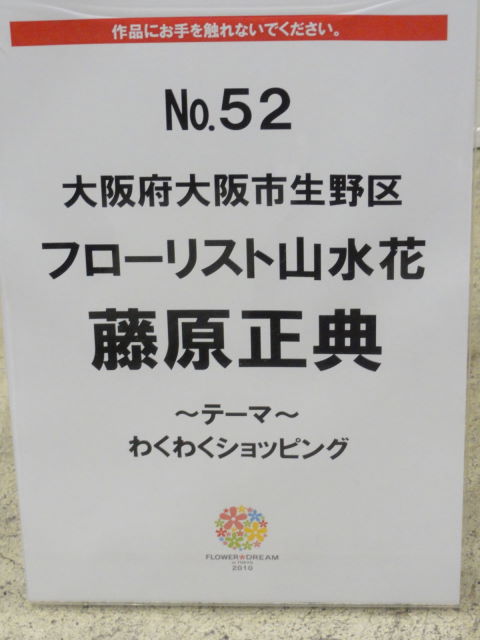 作品にお手を触れないでください。
No.52
大阪府大阪市生野区
フローリスト山水花
藤原正典
～テーマ～
わくわくショッピング
FLOWER★DREAM
in TOKYO
2010